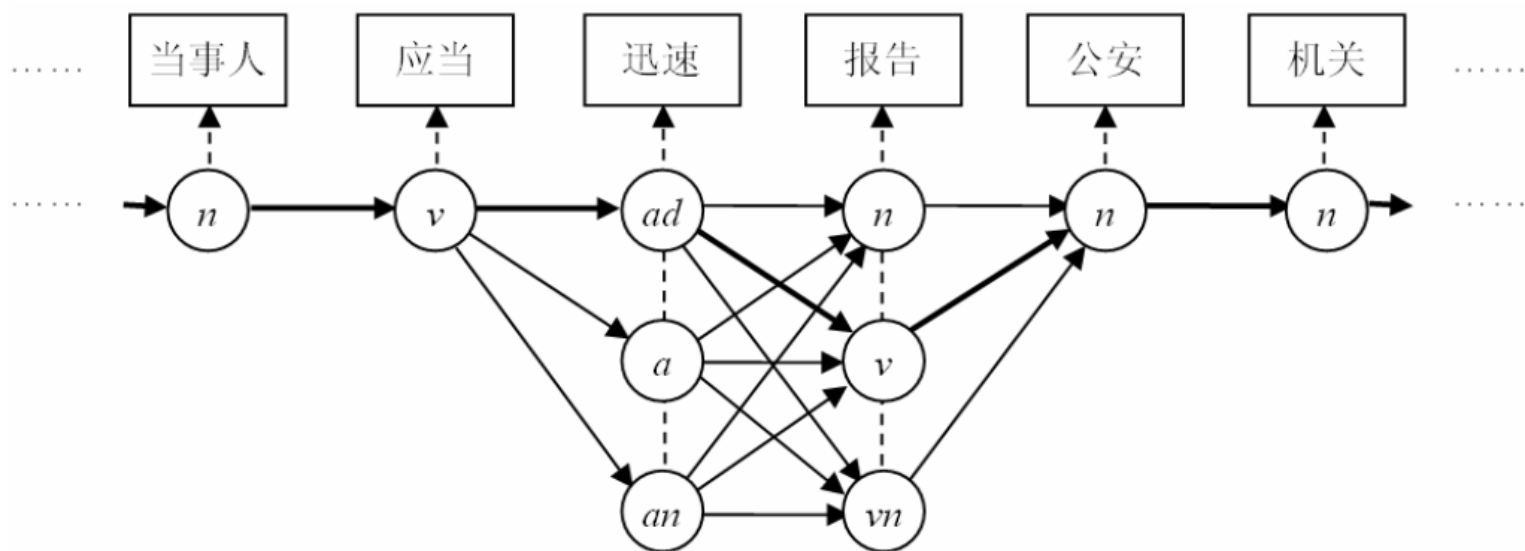 …… 当事人 应当 迅速 报告 公安 机关 ……
…… n v ad n n n ……
a v
an vn